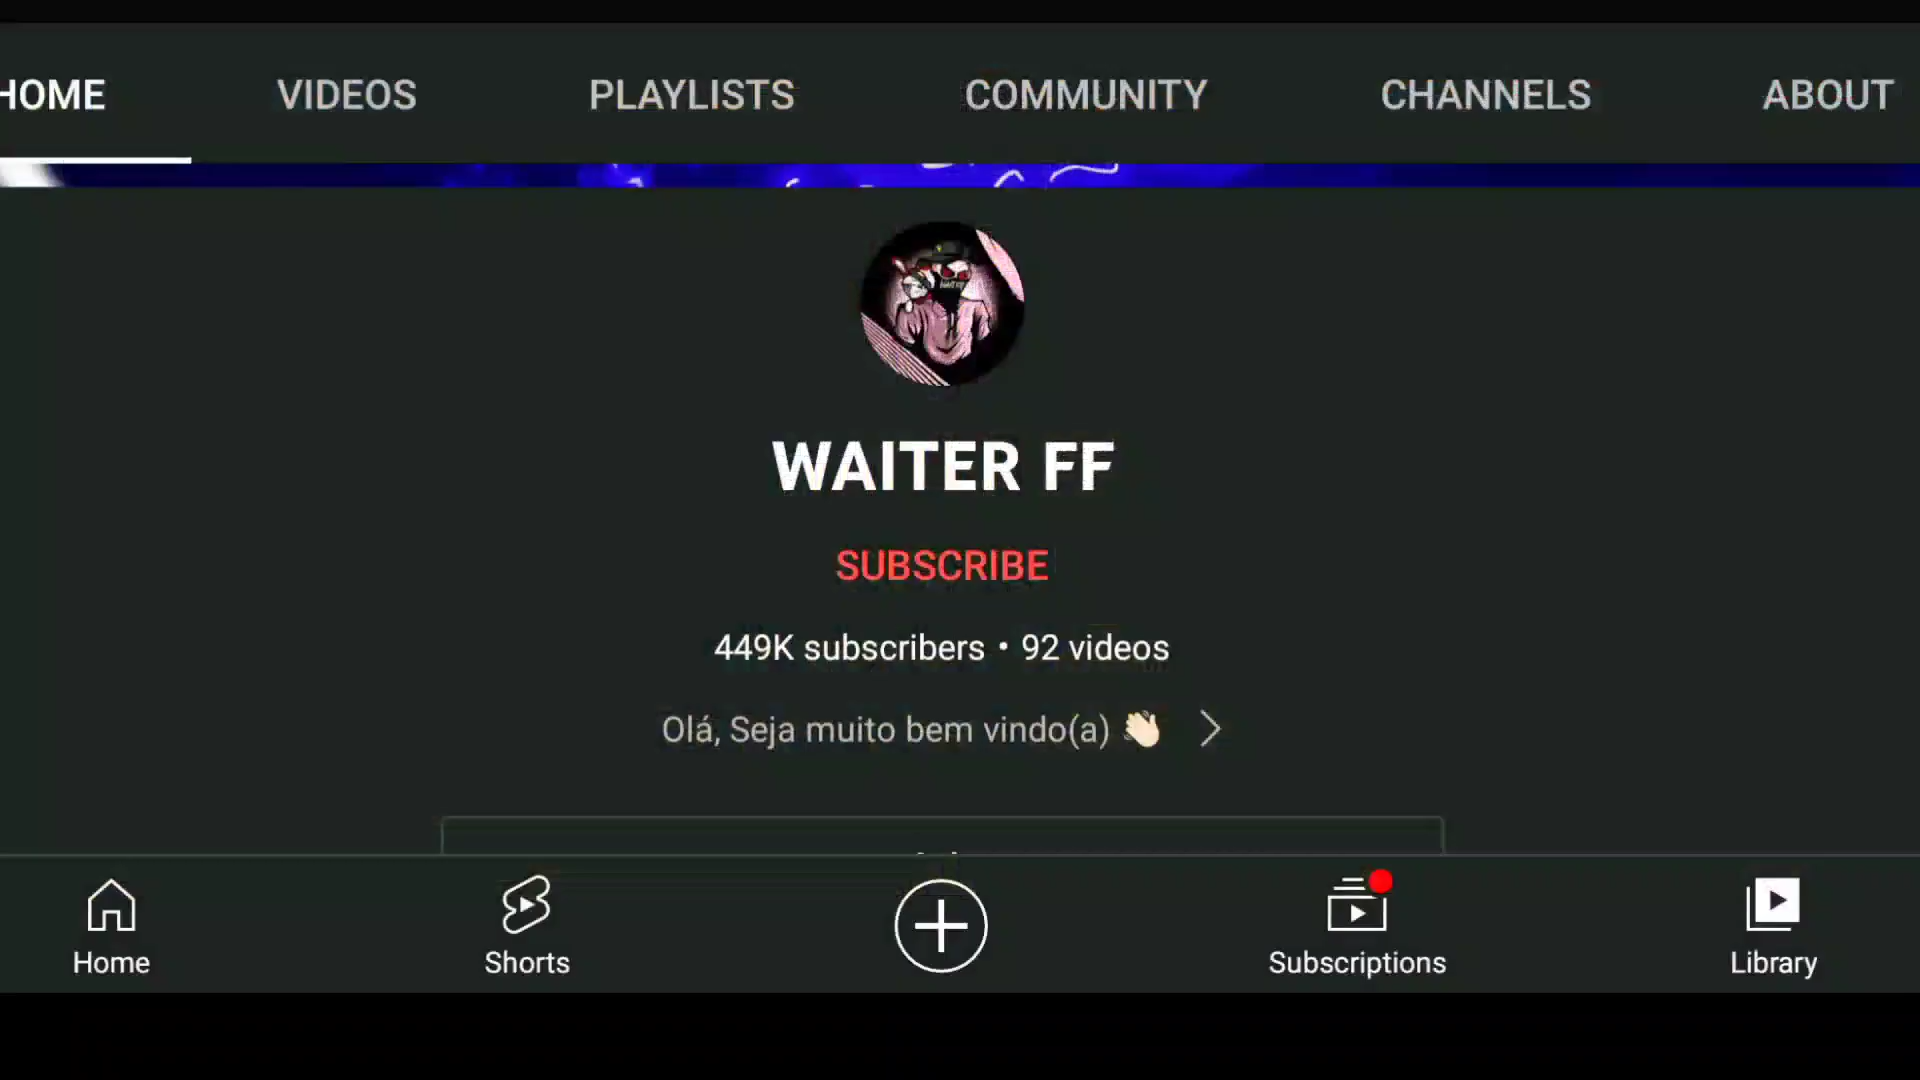 HOME VIDEOS PLAYLISTS COMMUNITY CHANNELS ABOUT
WAITER FF
SUBSCRIBE
449K subscribers • 92 videos
Olá, Seja muito bem vindo(a) 👋🏻
Home Shorts Subscriptions Library